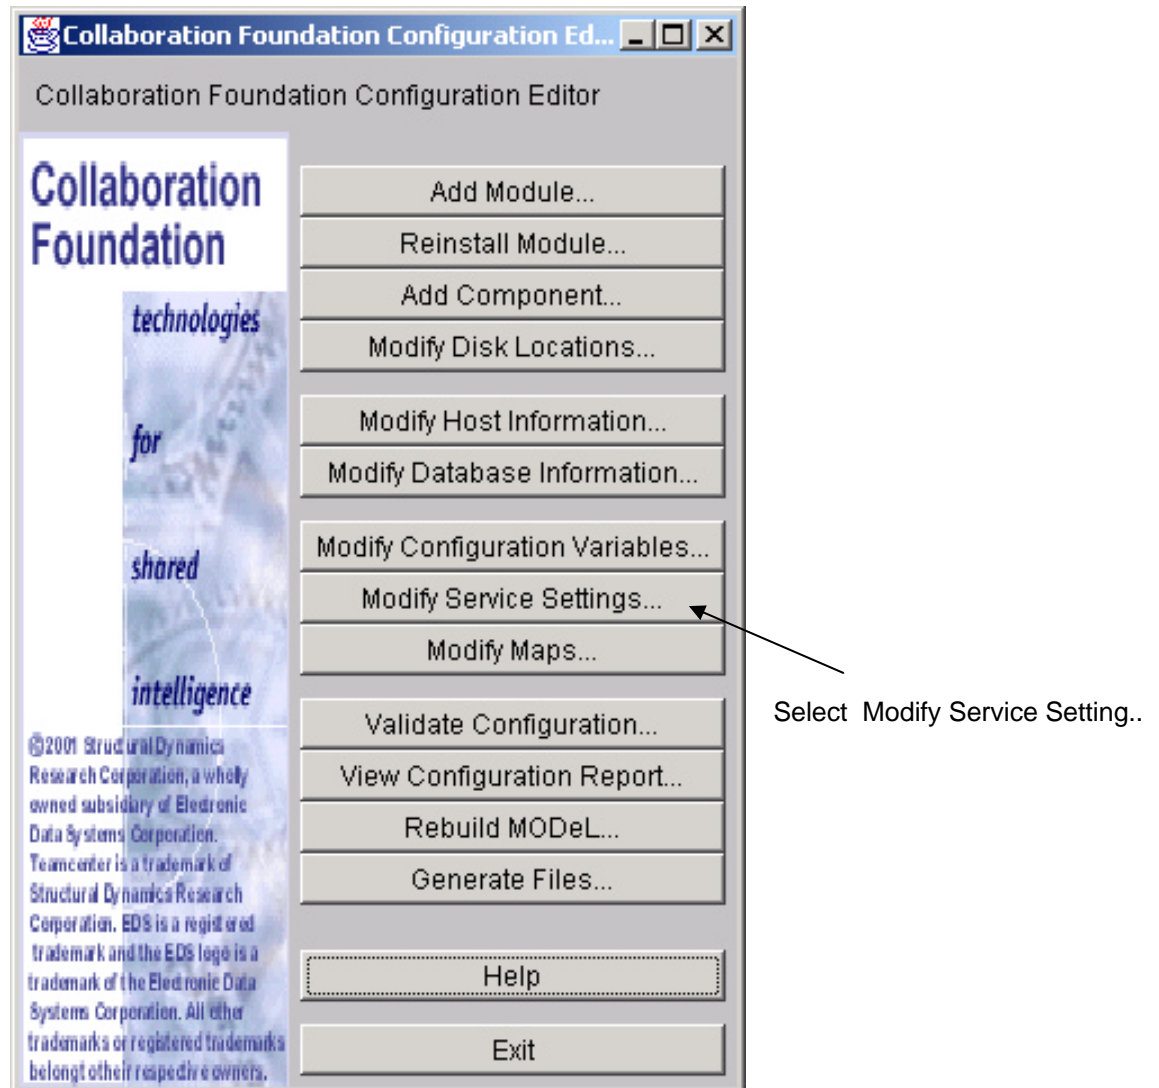 Collaboration Foundation Configuration Ed...
Collaboration Foundation Configuration Editor
Collaboration
Foundation
technologies
for
shared
intelligence
©2001 Structural Dynamics
Research Corporation, a wholly
owned subsidiary of Electronic
Data Systems Corporation.
Teamcenter is a trademark of
Structural Dynamics Research
Corporation. EDS is a registered
trademark and the EDS logo is a
trademark of the Electronic Data
Systems Corporation. All other
trademarks or registered trademarks
belong to their respective owners.
Add Module...
Reinstall Module...
Add Component...
Modify Disk Locations...
Modify Host Information...
Modify Database Information...
Modify Configuration Variables...
Modify Service Settings...
Modify Maps...
Validate Configuration...
View Configuration Report...
Rebuild MODeL...
Generate Files...
Help
Exit
Select Modify Service Setting..